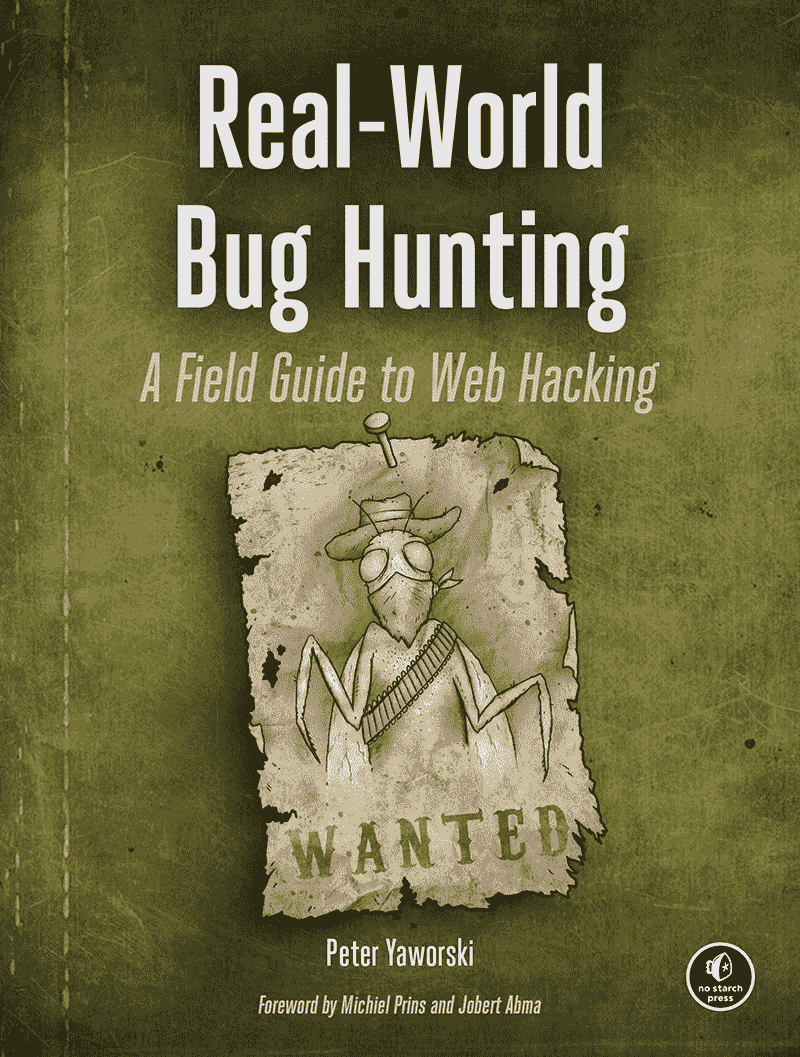 Real-World
Bug Hunting
A Field Guide to Web Hacking
WANTED
Peter Yaworski
Foreword by Michiel Prins and Jobert Abma
no starch
press